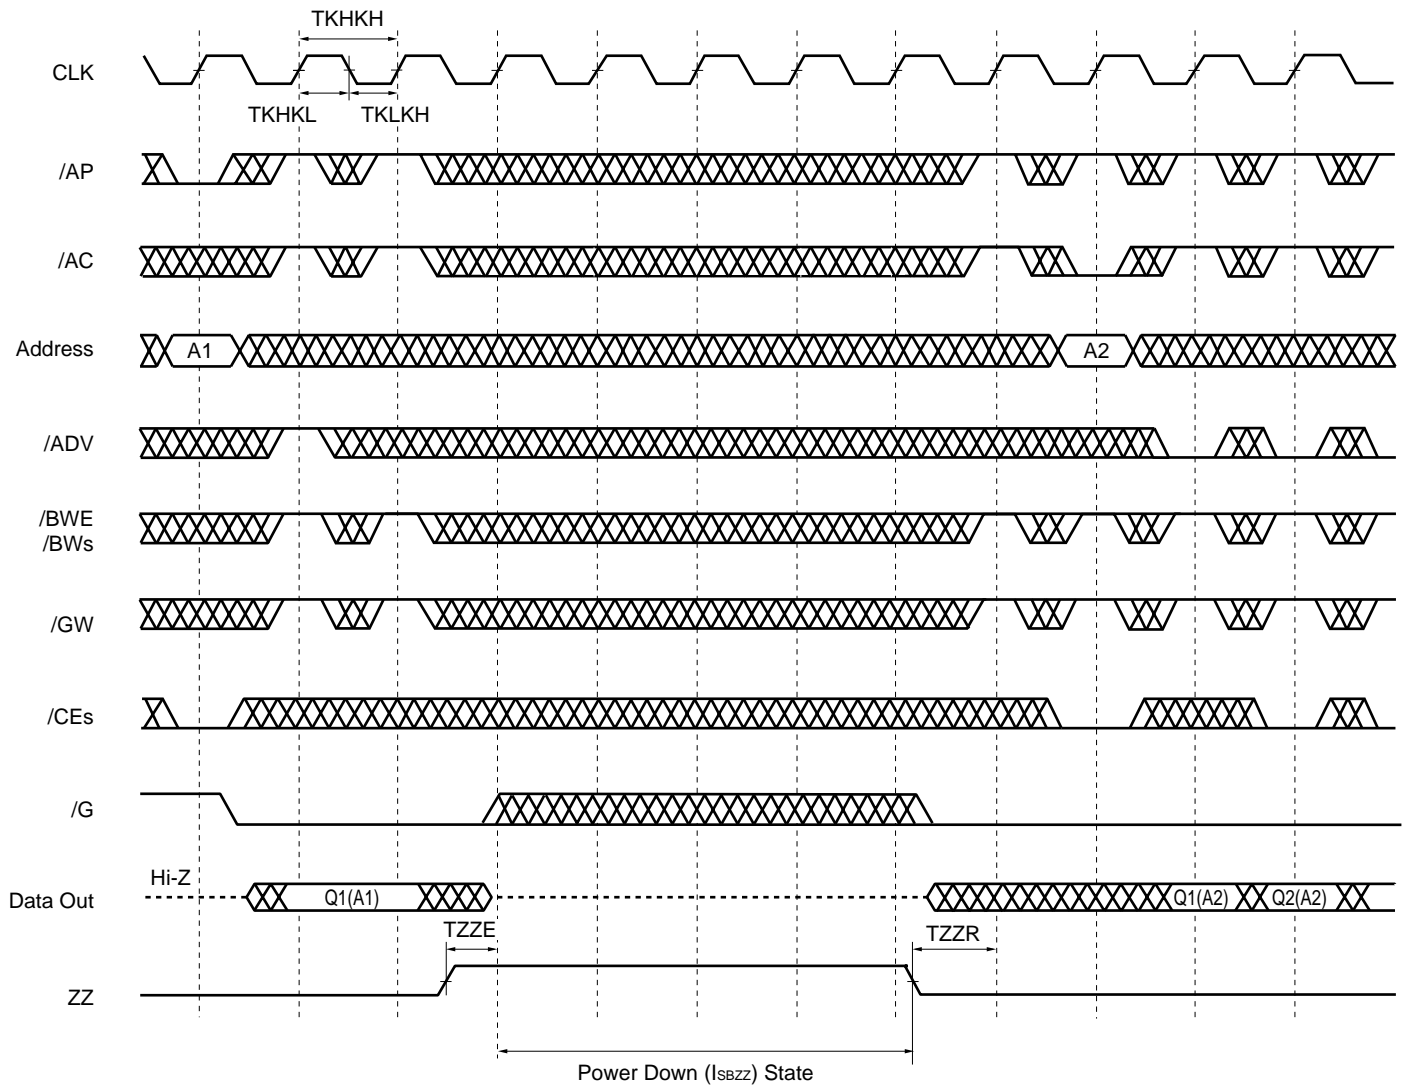 TKHKH
CLK
TKHKL
TKLKH
/AP
/AC
Address
A1
A2
/ADV
/BWE
/BWs
/GW
/CEs
/G
Hi-Z
Data Out
Q1(A1)
Q1(A2)
Q2(A2)
TZZE
TZZR
ZZ
Power Down (ISBZZ) State